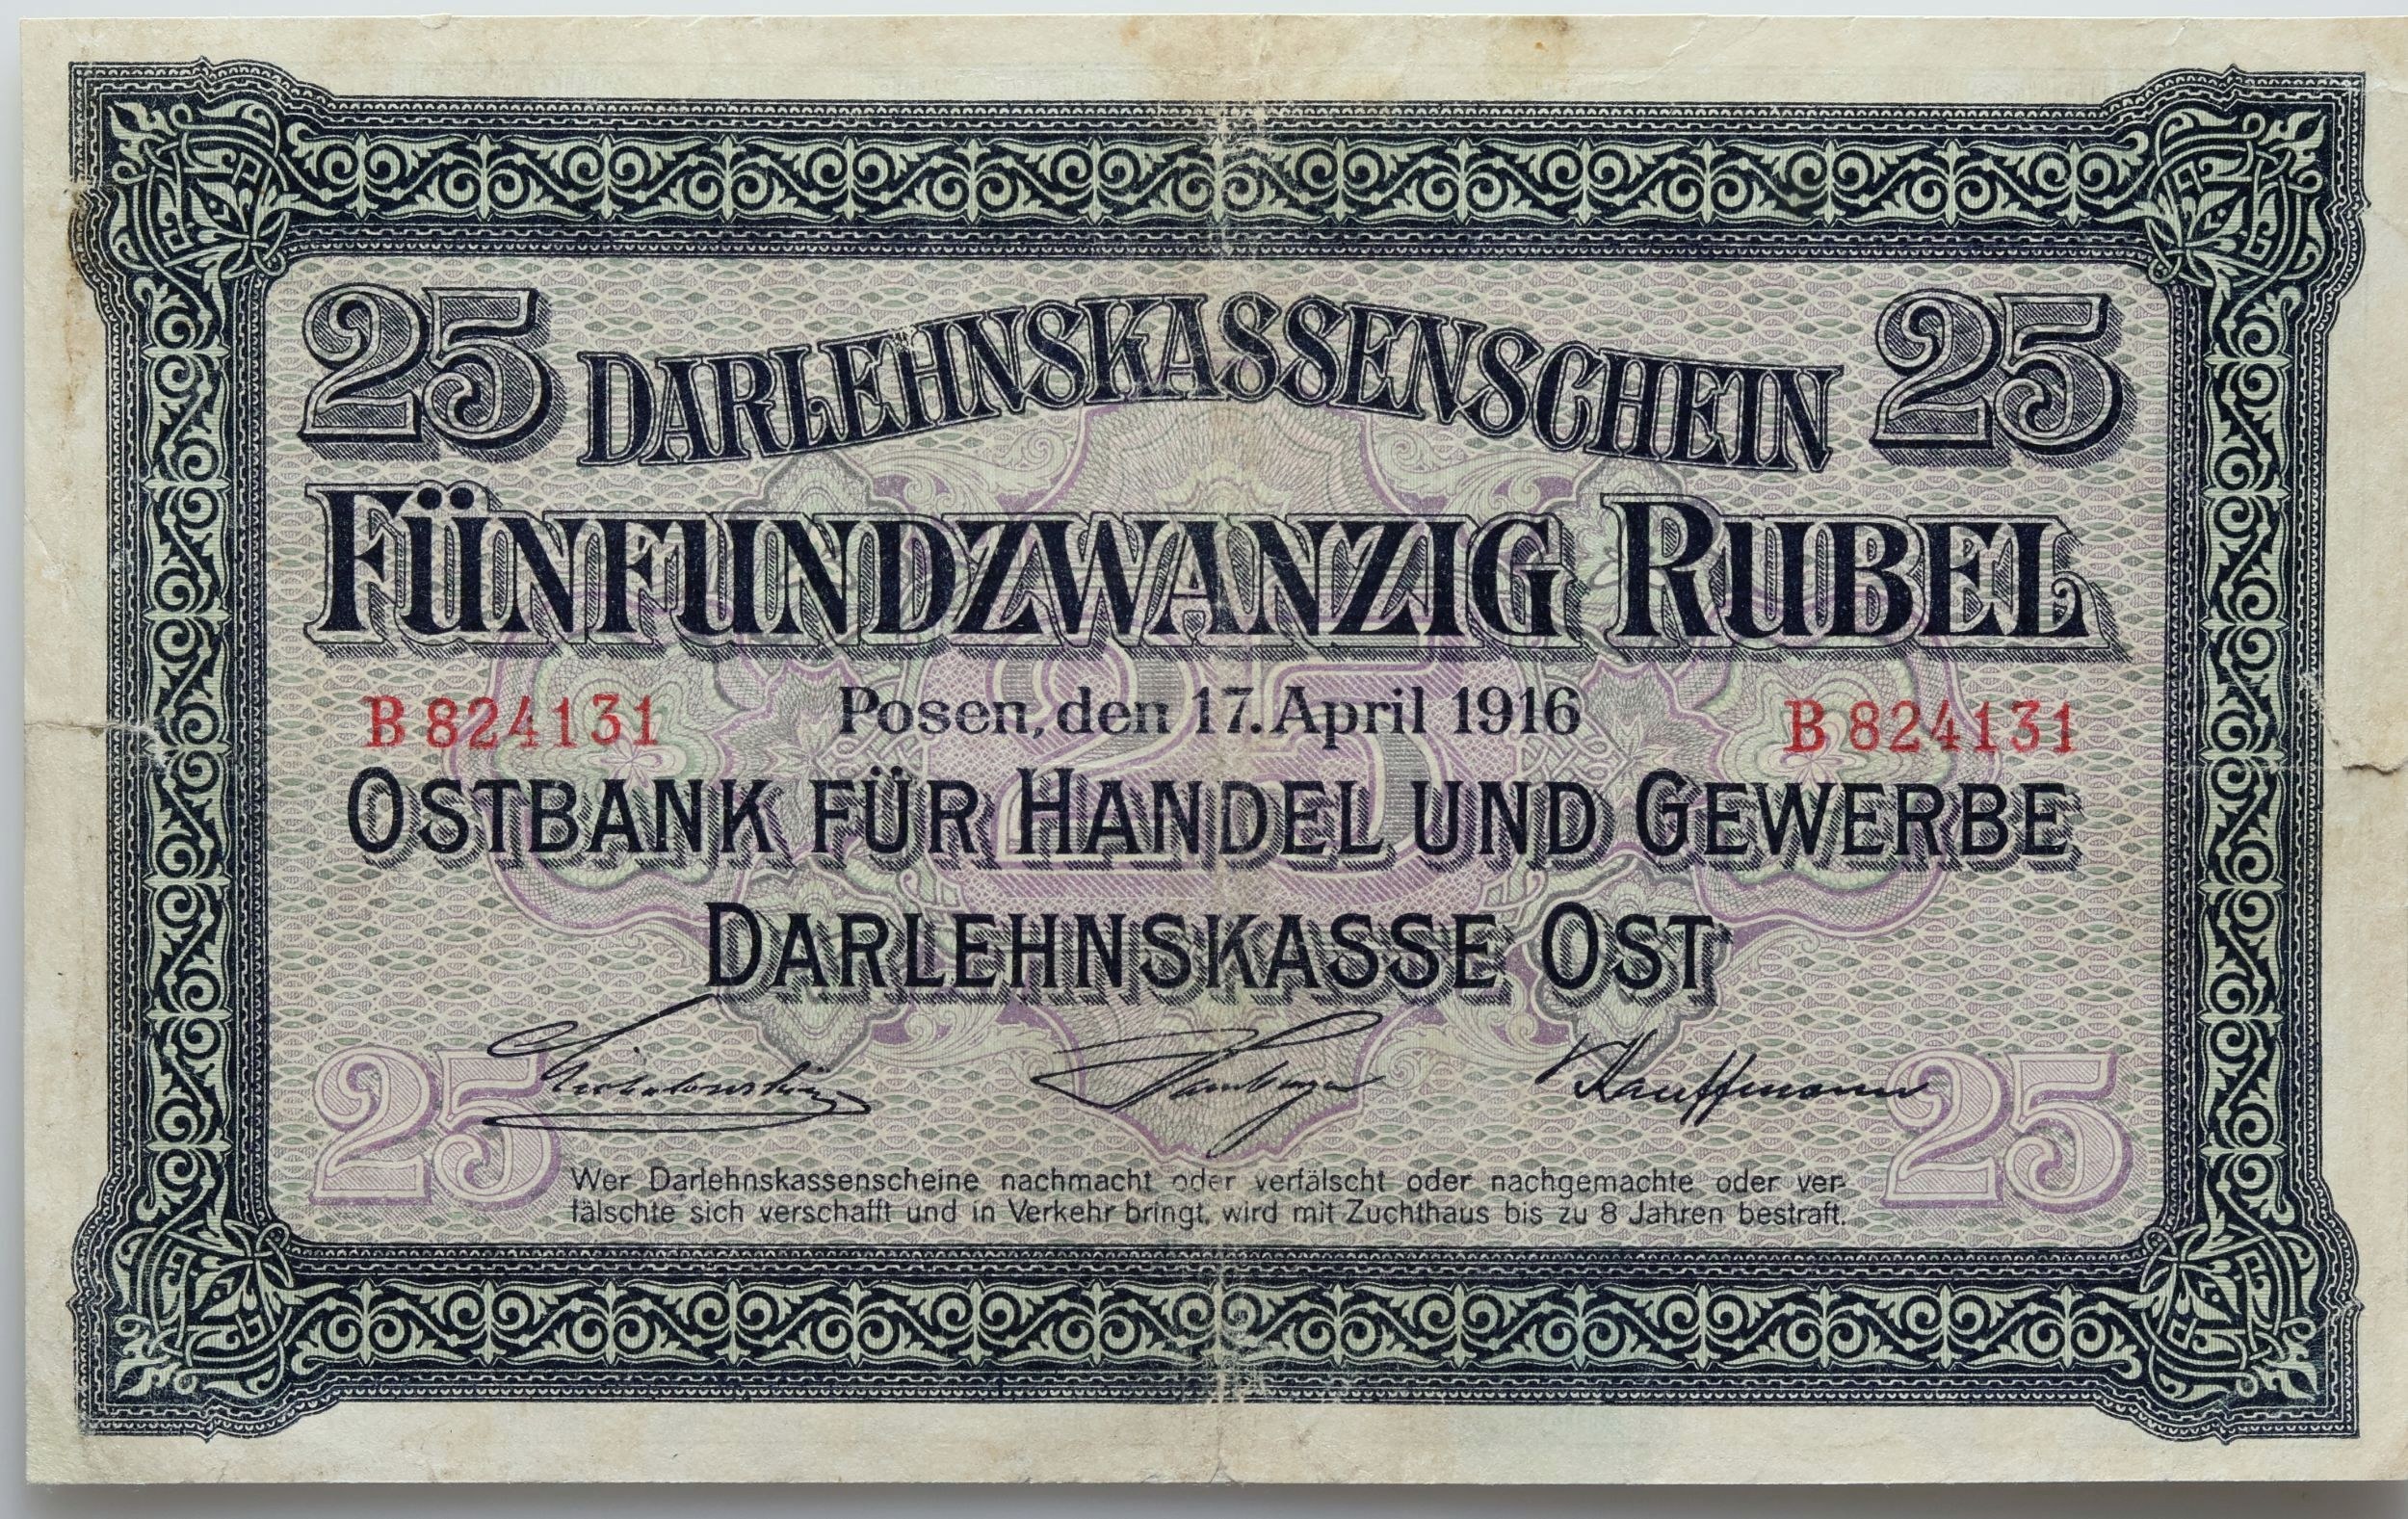 25 DARLEHNSKASSENSCHEIN 25
FÜNFUNDZWANZIG RUBEL
B 824131 Posen, den 17. April 1916 B 824131
OSTBANK FÜR HANDEL UND GEWERBE
25
DARLEHNSKASSE OST
Kauffmann
25 25
Wer Darlehnskassenscheine nachmacht oder verfälscht oder nachgemachte oder ver-
fälschte sich verschafft und in Verkehr bringt, wird mit Zuchthaus bis zu 8 Jahren bestraft.